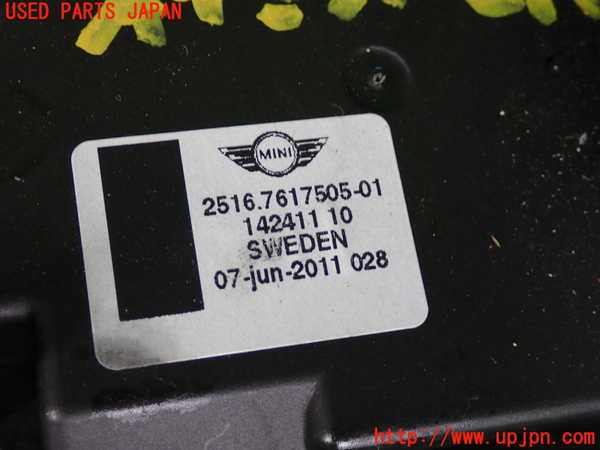 USED PARTS JAPAN
MINI
2516.7617505-01
142411 10
SWEDEN
07-jun-2011 028
http://www.upjpn.com/